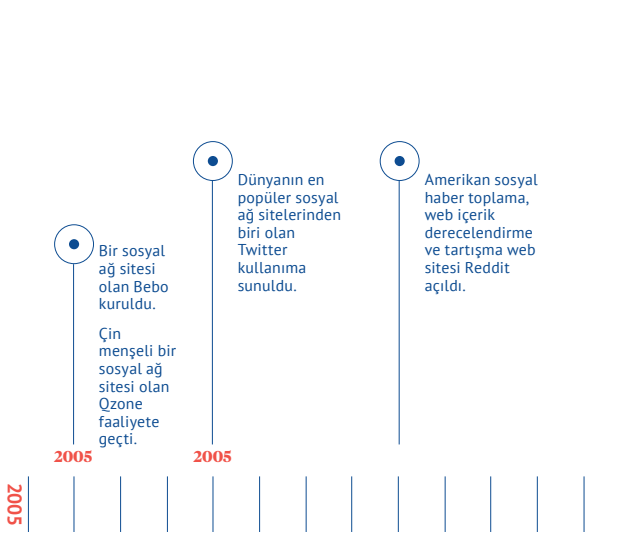 Bir sosyal
ağ sitesi
olan Bebo
kuruldu.
Çin
menşeli bir
sosyal ağ
sitesi olan
Qzone
faaliyete
geçti.
2005
Dünyanın en
popüler sosyal
ağ sitelerinden
biri olan
Twitter
kullanıma
sunuldu.
2005
Amerikan sosyal
haber toplama,
web içerik
derecelendirme
ve tartışma web
sitesi Reddit
açıldı.
2005